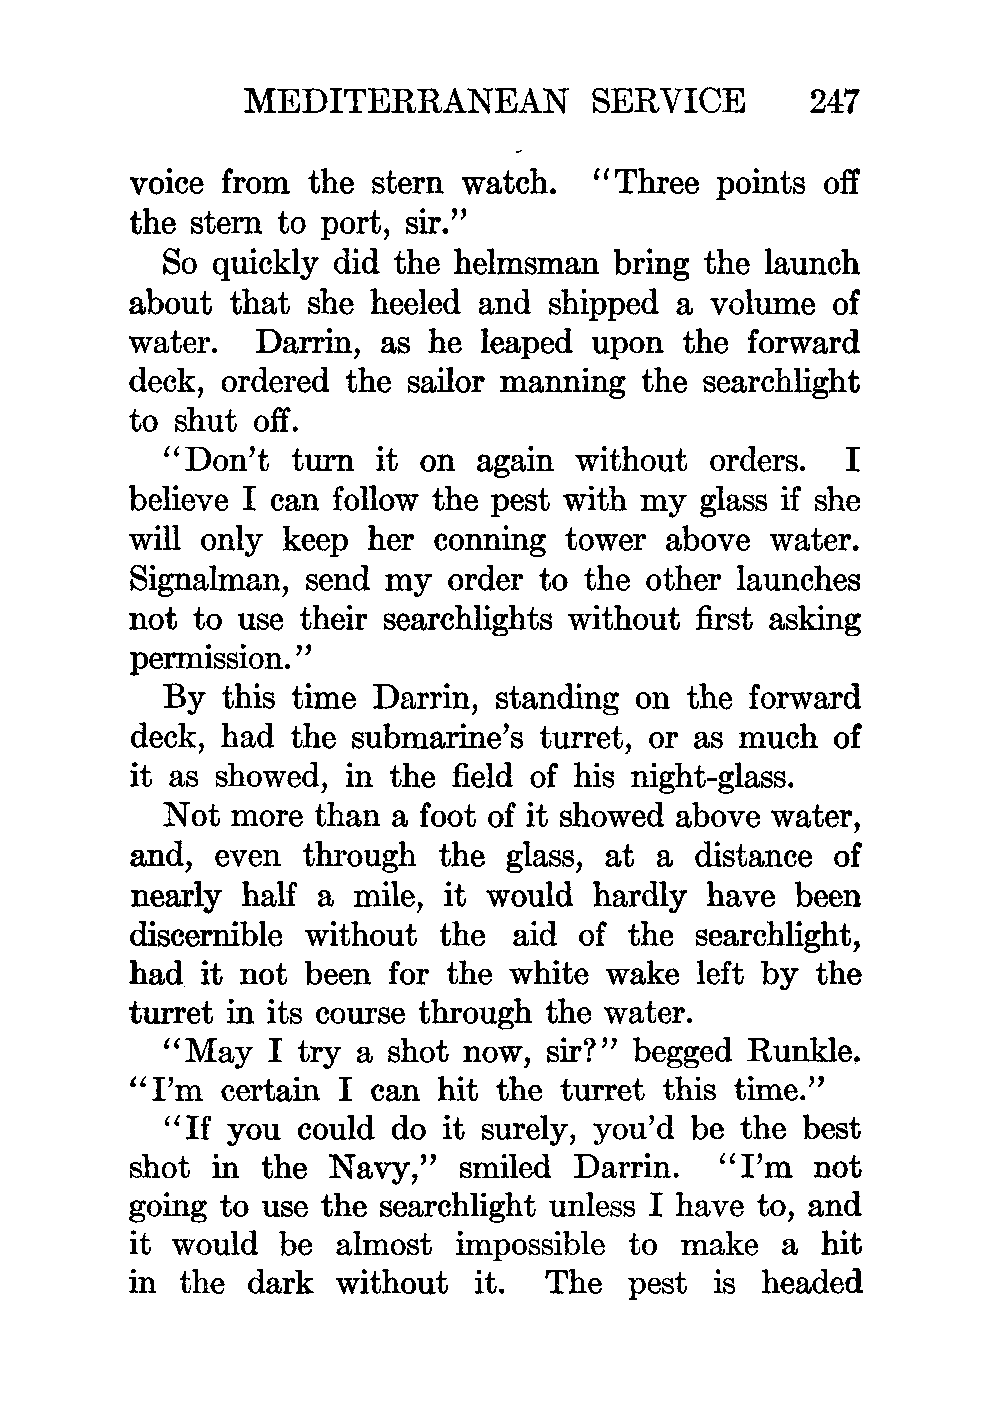 MEDITERRANEAN SERVICE 247
voice from the stern watch. "Three points off
the stern to port, sir."
So quickly did the helmsman bring the launch
about that she heeled and shipped a volume of
water. Darrin, as he leaped upon the forward
deck, ordered the sailor manning the searchlight
to shut off.
"Don't turn it on again without orders. I
believe I can follow the pest with my glass if she
will only keep her conning tower above water.
Signalman, send my order to the other launches
not to use their searchlights without first asking
permission."
By this time Darrin, standing on the forward
deck, had the submarine's turret, or as much of
it as showed, in the field of his night-glass.
Not more than a foot of it showed above water,
and, even through the glass, at a distance of
nearly half a mile, it would hardly have been
discernible without the aid of the searchlight,
had it not been for the white wake left by the
turret in its course through the water.
"May I try a shot now, sir?" begged Runkle.
"I'm certain I can hit the turret this time."
"If you could do it surely, you'd be the best
shot in the Navy," smiled Darrin. "I'm not
going to use the searchlight unless I have to, and
it would be almost impossible to make a hit
in the dark without it. The pest is headed